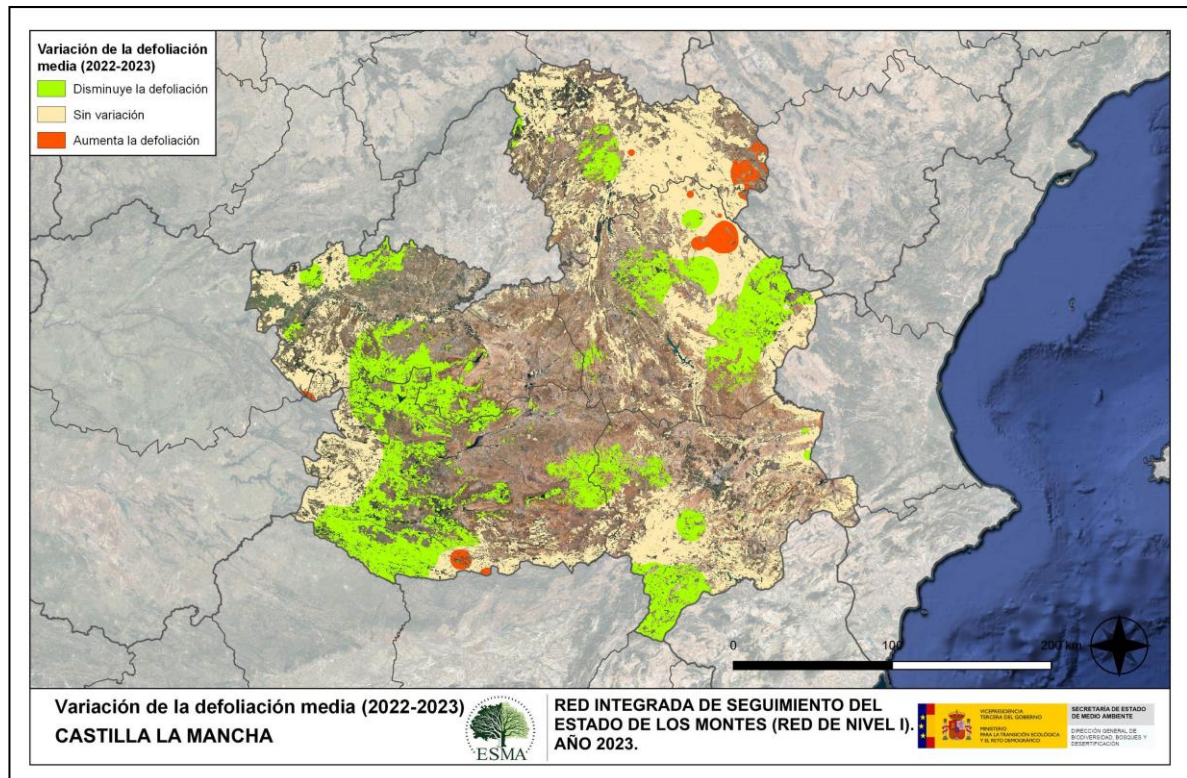 Variación de la defoliación
media (2022-2023)
Disminuye la defoliación
Sin variación
Aumenta la defoliación
0
100
200 km
Variación de la defoliación media (2022-2023)
CASTILLA LA MANCHA
ESMA
RED INTEGRADA DE SEGUIMIENTO DEL
ESTADO DE LOS MONTES (RED DE NIVEL I).
AÑO 2023.
VICEPRESIDENCIA
TERCERA DEL GOBIERNO
MINISTERIO
PARA LA TRANSICIÓN ECOLÓGICA
Y EL RETO DEMOGRÁFICO
SECRETARÍA DE ESTADO
DE MEDIO AMBIENTE
DIRECCIÓN GENERAL DE
BIODIVERSIDAD, BOSQUES Y
DESERTIFICACIÓN